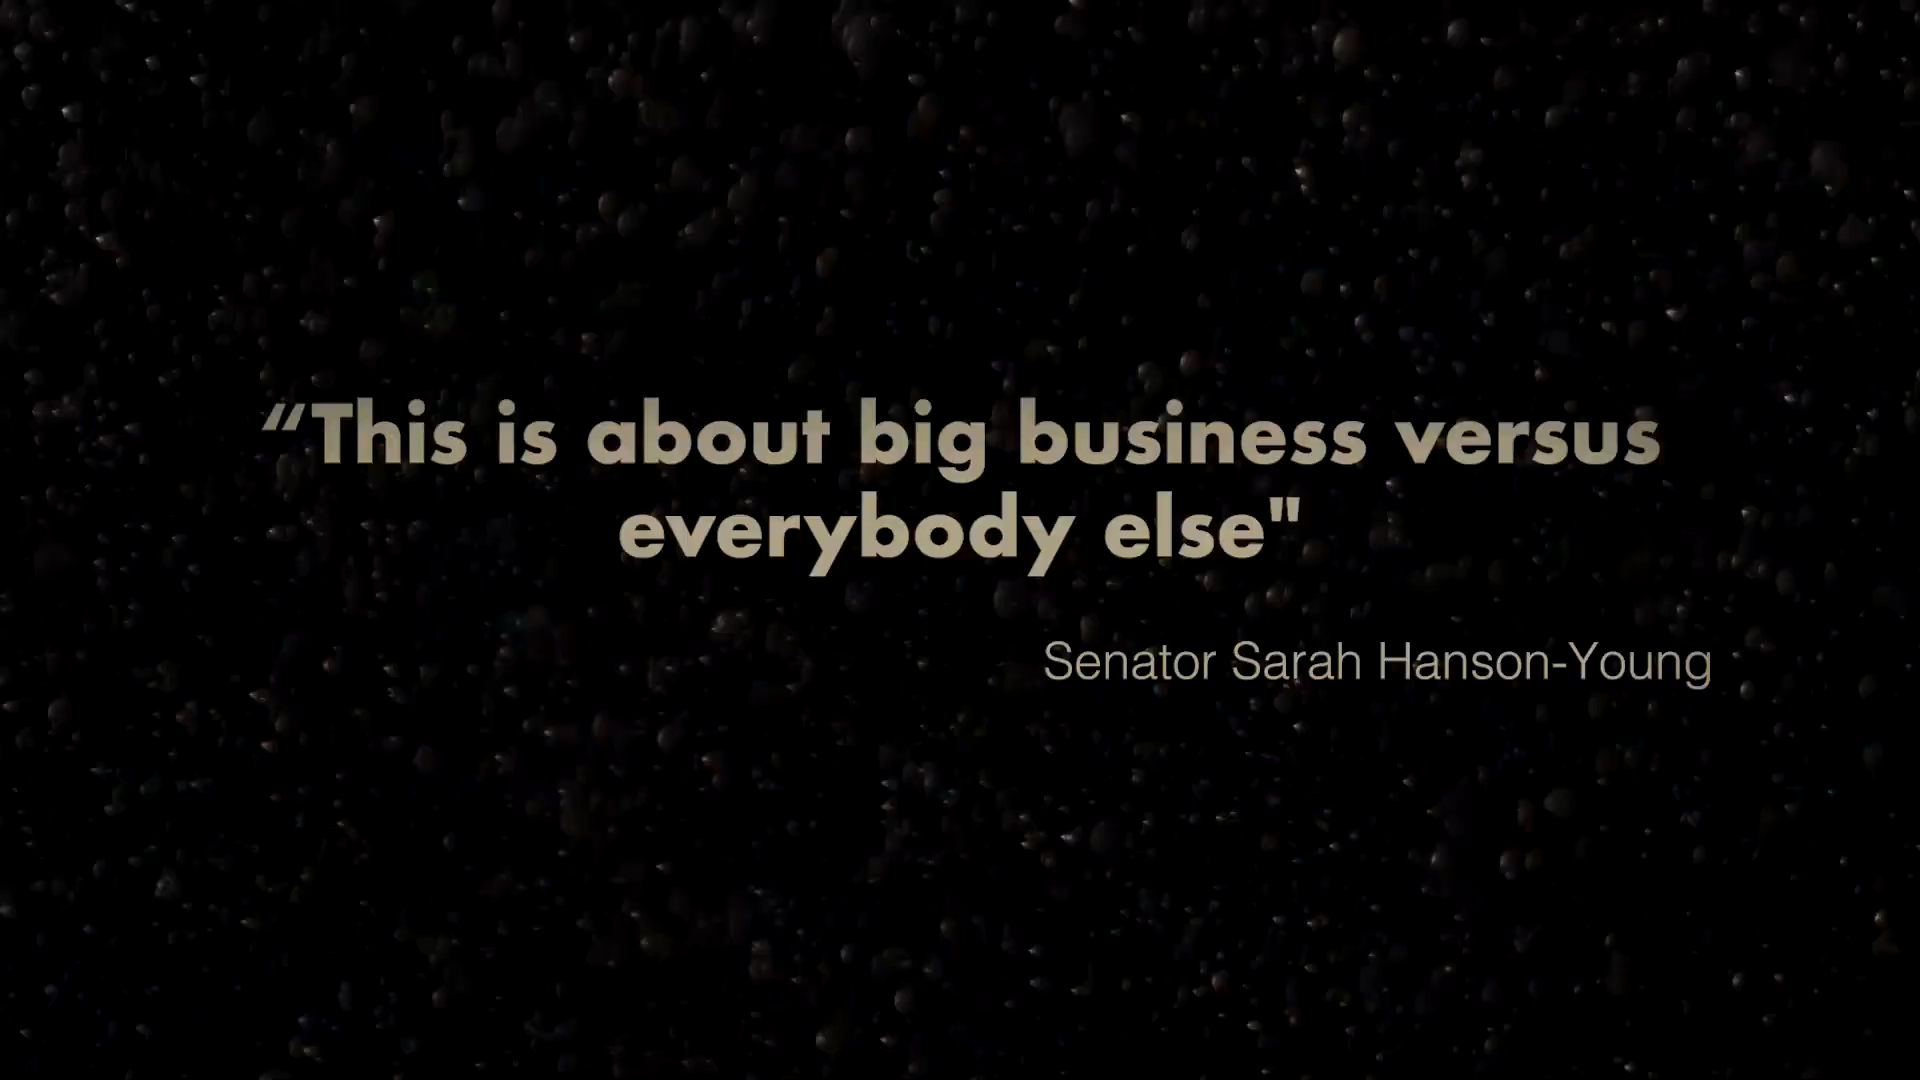 “This is about big business versus
everybody else"
Senator Sarah Hanson-Young